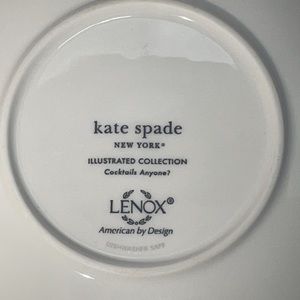 kate spade
NEW YORK®
ILLUSTRATED COLLECTION
Cocktails Anyone?
LENOX®
American by Design
DISHWASHER SAFE